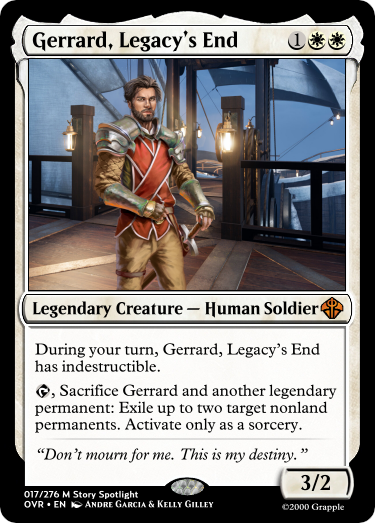 Gerrard, Legacy's End 1
Legendary Creature — Human Soldier
During your turn, Gerrard, Legacy's End
has indestructible.
, Sacrifice Gerrard and another legendary
permanent: Exile up to two target nonland
permanents. Activate only as a sorcery.
“Don't mourn for me. This is my destiny.”
3/2
017/276 M Story Spotlight
OVR • EN ANDRE GARCIA & KELLY GILLEY
©2000 Grapple